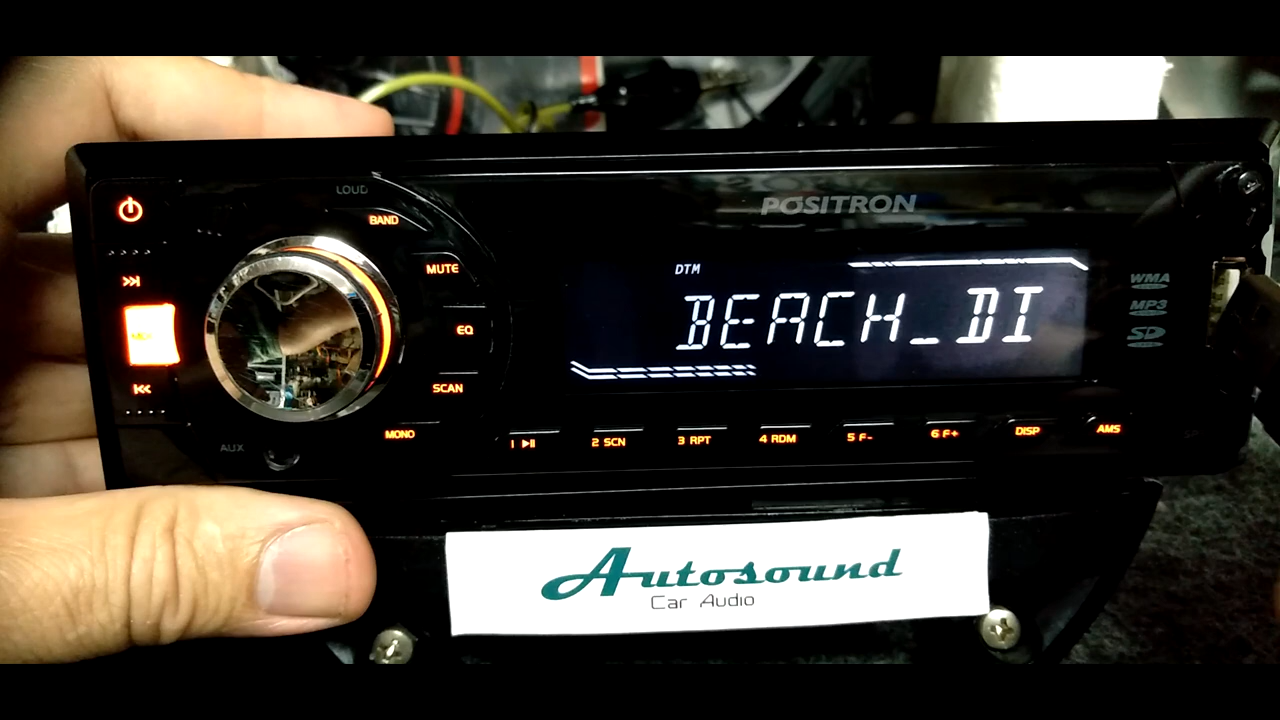 LOUD
BAND
POSITRON
MUTE
DTM
BEACH_DI
WMA
MP3
SD
EQ
SCAN
MONO
AUX
1
2 SCN
3 RPT
4 RDM
5 F-
6 F+
DISP
AMS
Autosound
Car Audio